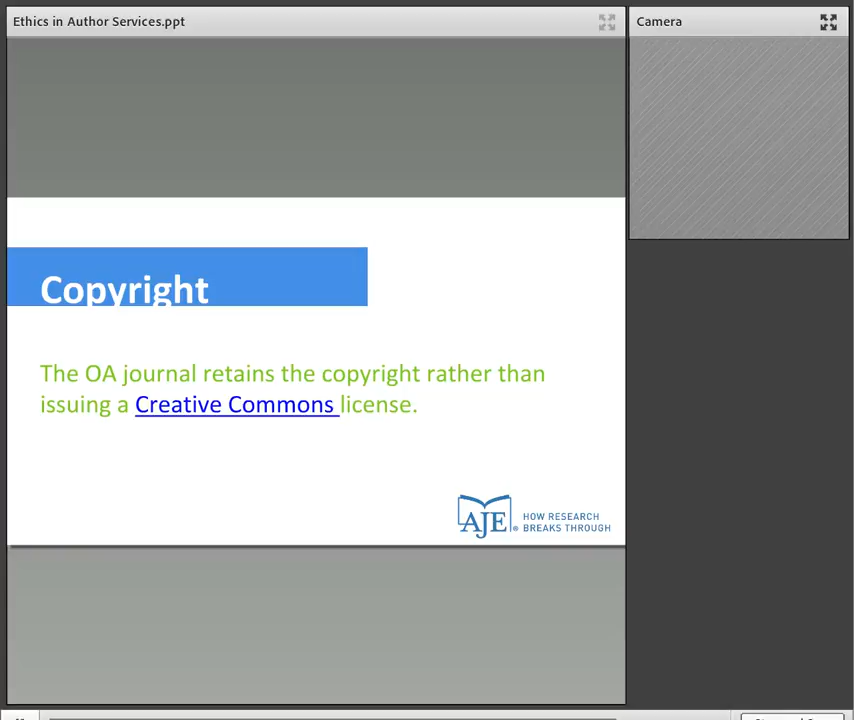 Ethics in Author Services.ppt
Camera
Copyright
The OA journal retains the copyright rather than
issuing a Creative Commons license.
AJE®
HOW RESEARCH
BREAKS THROUGH